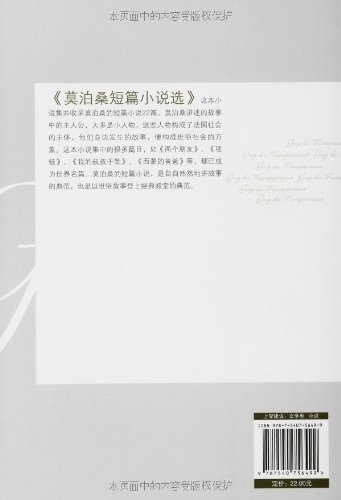 本页面中的内容受版权保护
《莫泊桑短篇小说选》这本小
说集共收录莫泊桑的短篇小说22篇。莫泊桑讲述的故事
中的主人公，大多是小人物。这些人物构成了法国社会
的主体，他们身边发生的故事，便构成世俗社会的万
象。这本小说集中的很多篇目，如《两个朋友》、《项
链》、《我的叔叔于勒》、《西蒙的爸爸》等，都已成
为世界名篇。莫泊桑的短篇小说，是自自然然地讲故事
的典范，也是以世俗故事登上经典殿堂的典范。
Guy de Maupassant
Guy de Maupassant
Guy de Maupassant
Guy de Maupassant
Guy de Maupassant
上架建议：文学类 小说
ISBN 978-7-5407-5649-9
9 787540 756499
定价：22.00元
本页面中的内容受版权保护